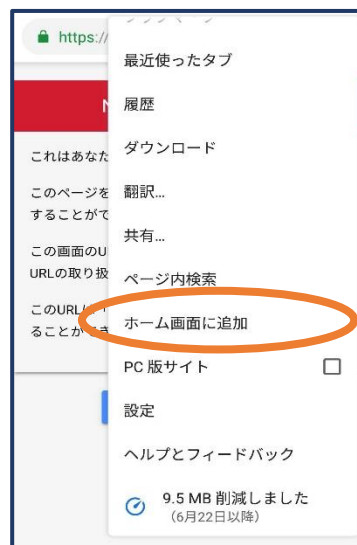 https://
最近使ったタブ
履歴
ダウンロード
翻訳...
共有...
ページ内検索
ホーム画面に追加
PC 版サイト
設定
ヘルプとフィードバック
9.5 MB 削減しました
（6月22日以降）
N
これはあなた
このページを
することがで
この画面のU
URLの取り扱
このURL
ることが